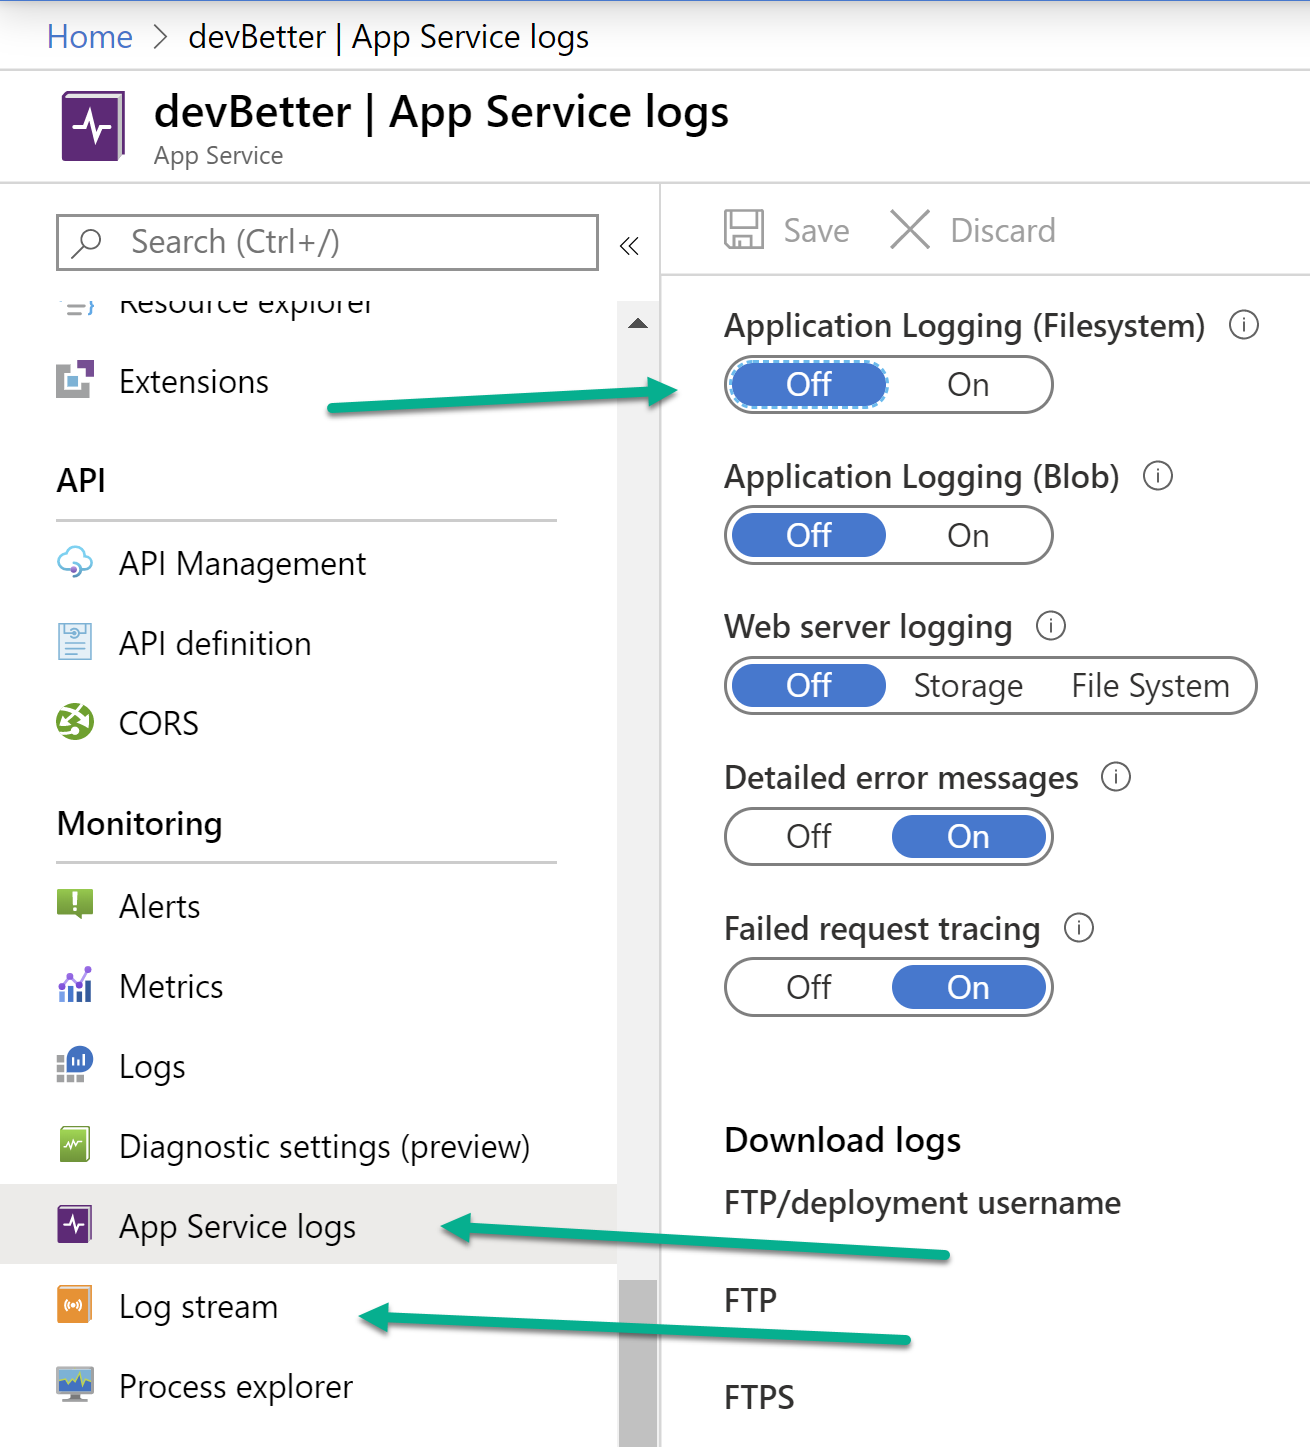 Home > devBetter | App Service logs
devBetter | App Service logs
App Service
Search (Ctrl+/)
«
Resource explorer
Extensions
API
API Management
API definition
CORS
Monitoring
Alerts
Metrics
Logs
Diagnostic settings (preview)
App Service logs
Log stream
Process explorer
Save Discard
Application Logging (Filesystem)
Off On
Application Logging (Blob)
Off On
Web server logging
Off Storage File System
Detailed error messages
Off On
Failed request tracing
Off On
Download logs
FTP/deployment username
FTP
FTPS